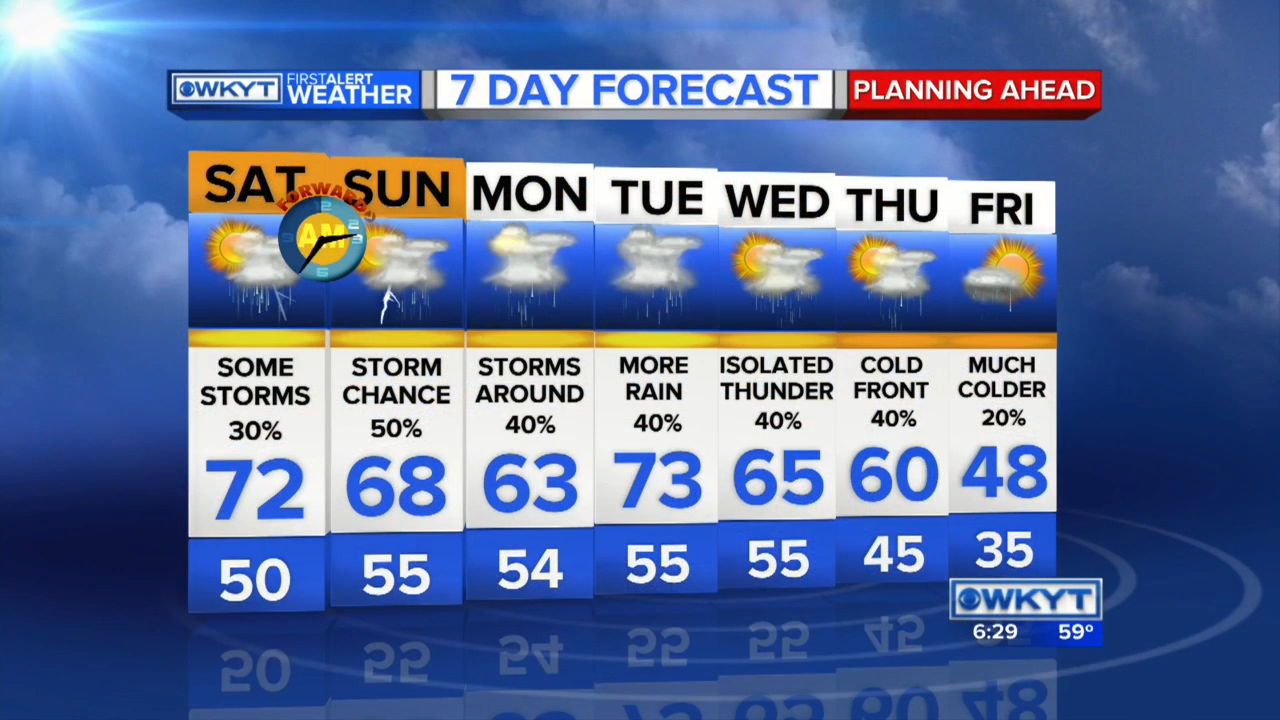 WKYT
FIRST ALERT
WEATHER
7 DAY FORECAST
PLANNING AHEAD
SAT
SUN
MON
TUE
WED
THU
FRI
FORWARD
AM
SOME
STORMS
30%
72
50
STORM
CHANCE
50%
68
55
STORMS
AROUND
40%
63
54
MORE
RAIN
40%
73
55
ISOLATED
THUNDER
40%
65
55
COLD
FRONT
40%
60
45
MUCH
COLDER
20%
48
35
WKYT
6:29 59°